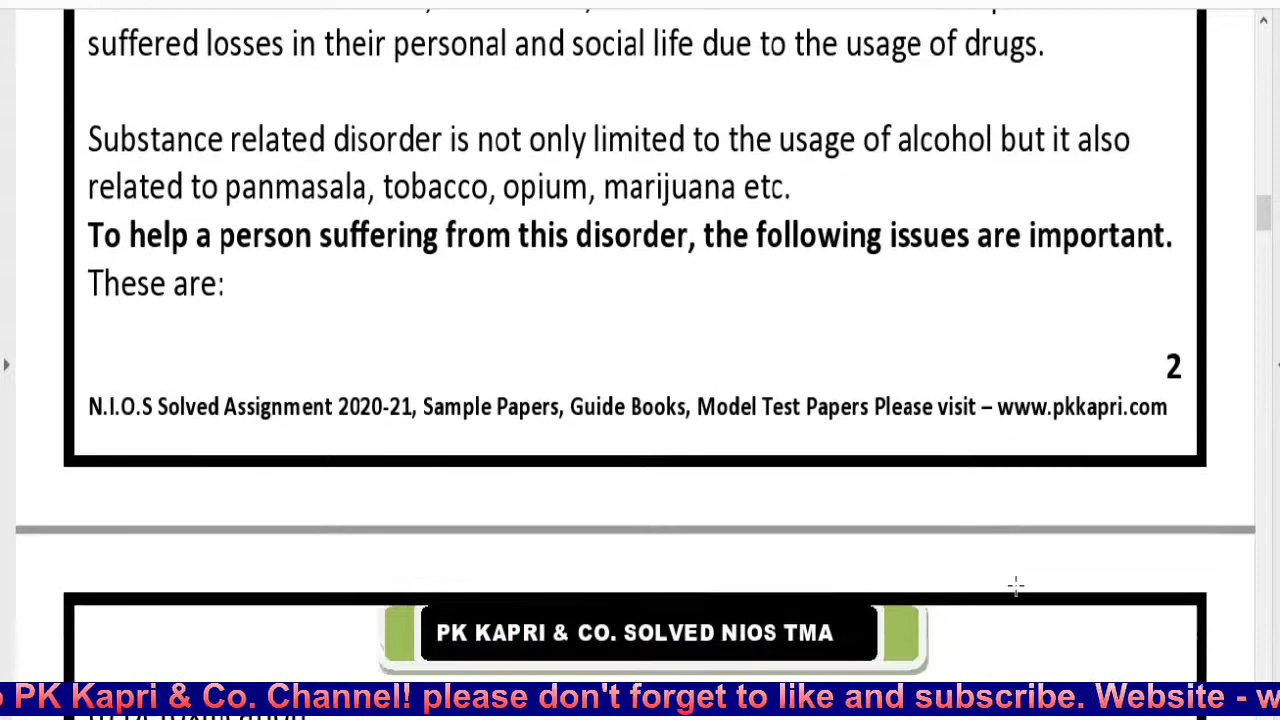 suffered losses in their personal and social life due to the usage of drugs.
Substance related disorder is not only limited to the usage of alcohol but it also
related to panmasala, tobacco, opium, marijuana etc.
To help a person suffering from this disorder, the following issues are important.
These are:
2
N.I.O.S Solved Assignment 2020-21, Sample Papers, Guide Books, Model Test Papers Please visit – www.pkkapri.com
PK KAPRI & CO. SOLVED NIOS TMA
PK Kapri & Co. Channel! please don't forget to like and subscribe. Website - w